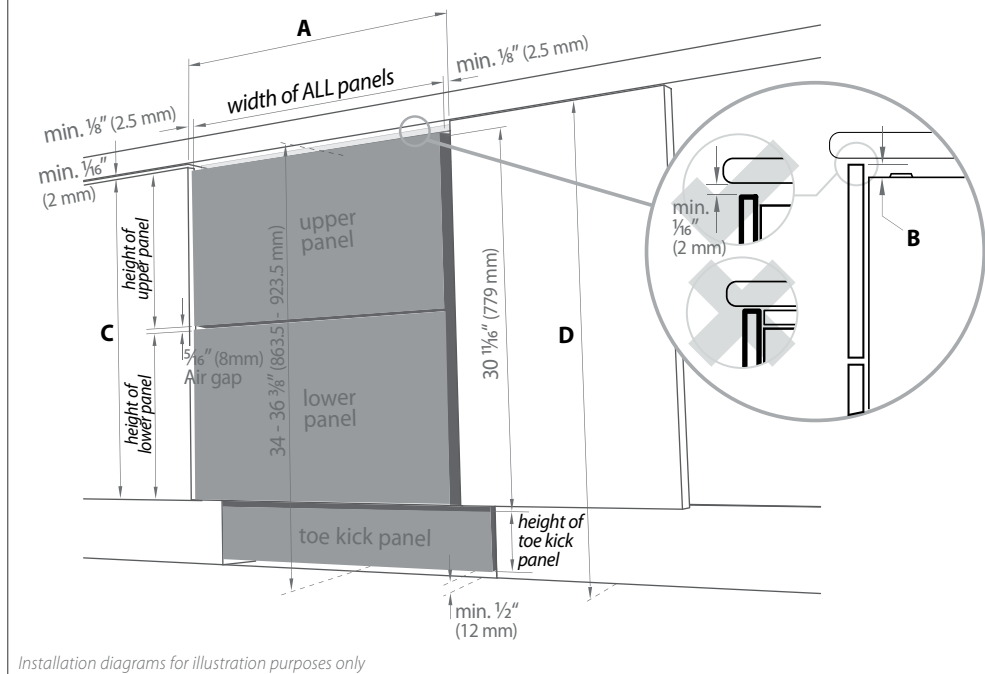 A
min. ⅛” (2.5 mm)
width of ALL panels
min. ⅛” (2.5 mm)
min. 1⁄16”
(2 mm)
height of
upper panel
upper
panel
34 - 36 ⅜” (863.5 - 923.5 mm)
30 11⁄16” (779 mm)
C
D
5⁄16” (8mm)
Air gap
height of
lower panel
lower
panel
toe kick panel
height of
toe kick
panel
min. ½“
(12 mm)
min.
1⁄16”
(2 mm)
B
Installation diagrams for illustration purposes only